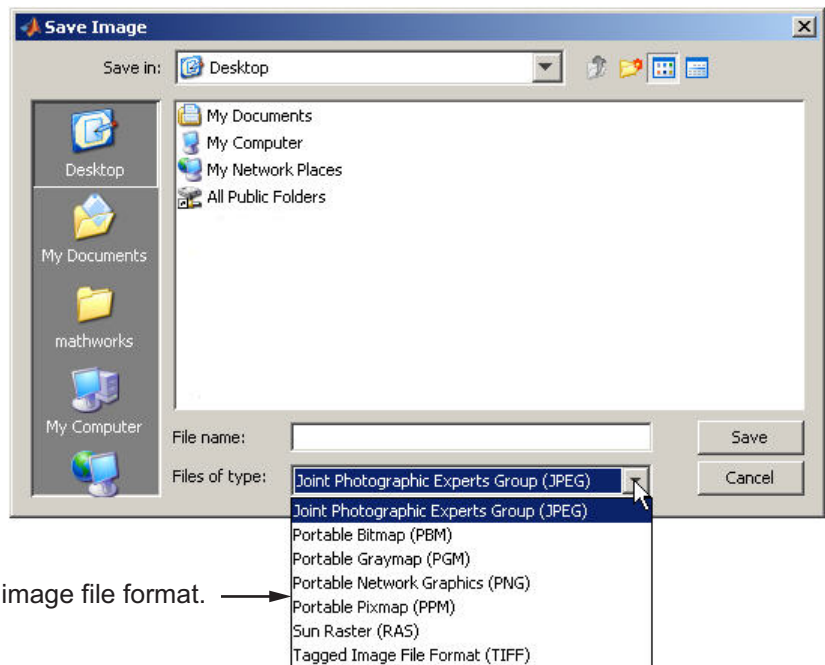 Save Image
Save in:
Desktop
My Documents
My Computer
My Network Places
All Public Folders
Desktop
My Documents
mathworks
My Computer
File name:
Save
Files of type:
Joint Photographic Experts Group (JPEG)
Cancel
Joint Photographic Experts Group (JPEG)
Portable Bitmap (PBM)
Portable Graymap (PGM)
Portable Network Graphics (PNG)
image file format.
Portable Pixmap (PPM)
Sun Raster (RAS)
Tagged Image File Format (TIFF)